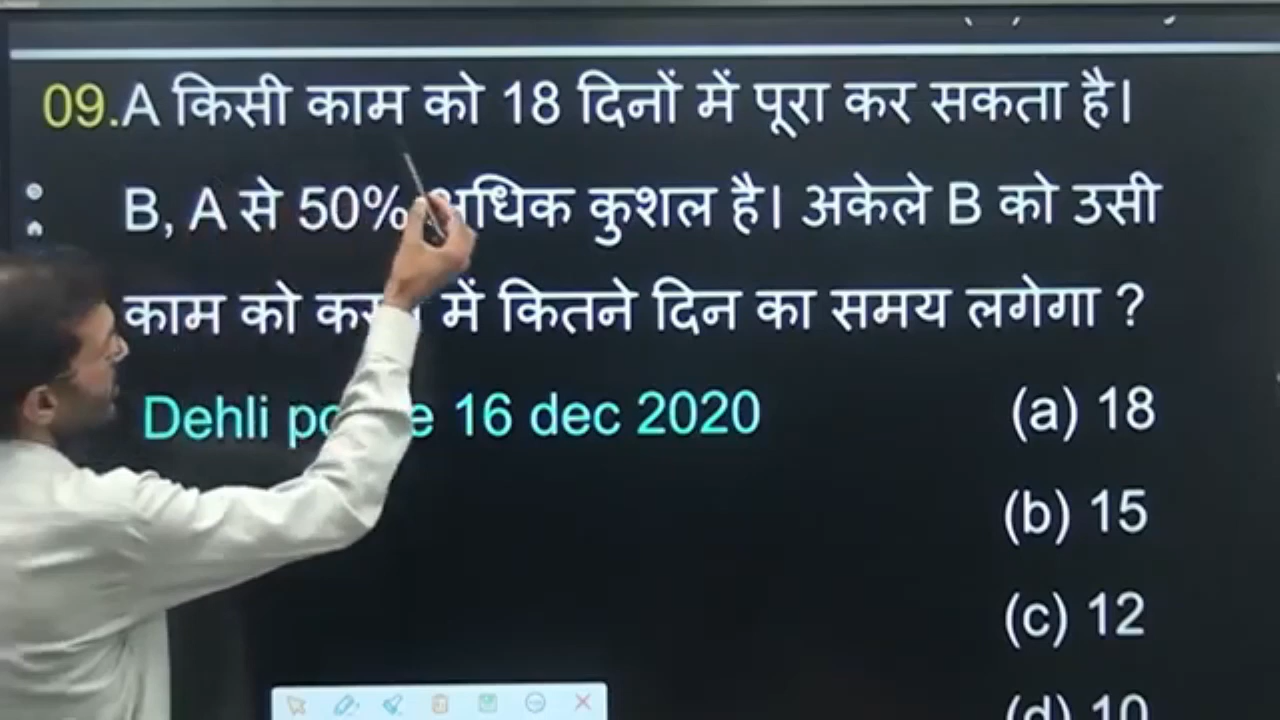 09.A किसी काम को 18 दिनों में पूरा कर सकता है।
B, A से 50% अधिक कुशल है। अकेले B को उसी
काम को में कितने दिन का समय लगेगा ?
Dehli 16 dec 2020
(a) 18
(b) 15
(c) 12
(d) 10